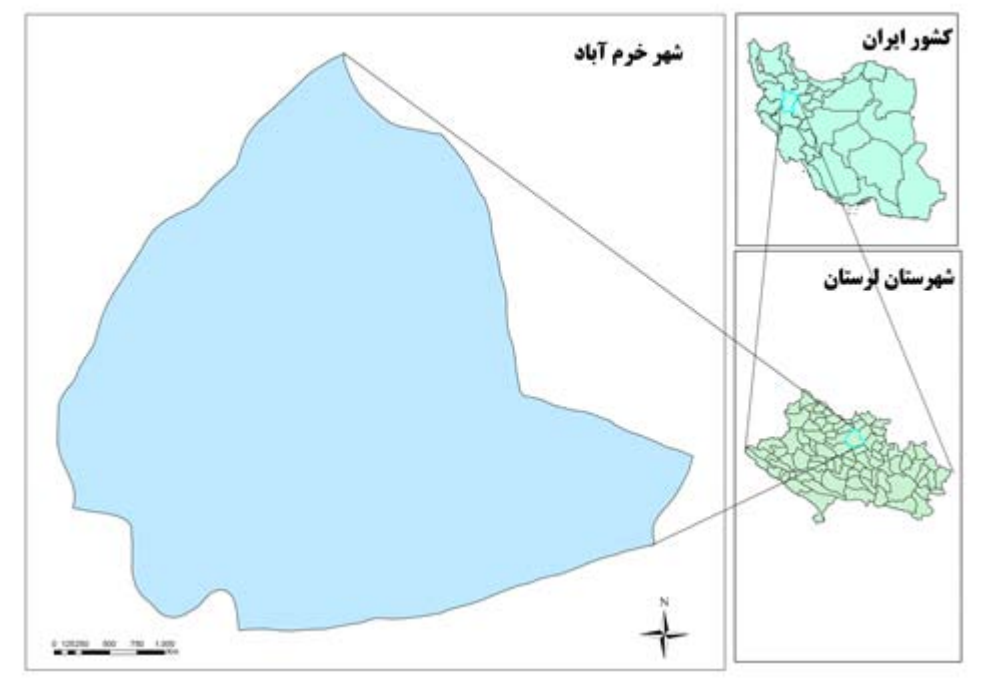 شهر خرم آباد
کشور ایران
شهرستان لرستان
N
0 125250 500 750 1,000